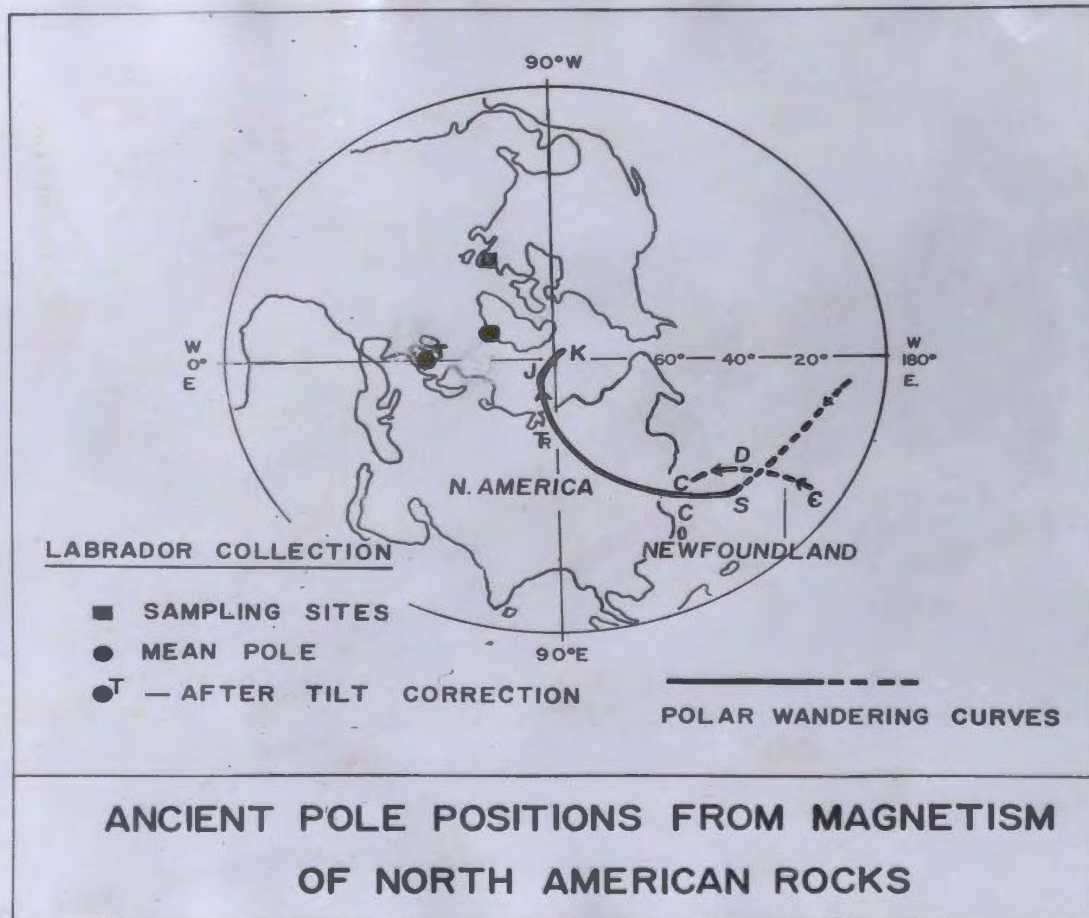 90°W
W
0°
E
K
J
T
TR
60° 40° 20°
W
180°
E.
D
C
S
Є
C
N. AMERICA
NEWFOUNDLAND
90°E
LABRADOR COLLECTION
SAMPLING SITES
MEAN POLE
T — AFTER TILT CORRECTION
POLAR WANDERING CURVES
ANCIENT POLE POSITIONS FROM MAGNETISM
OF NORTH AMERICAN ROCKS